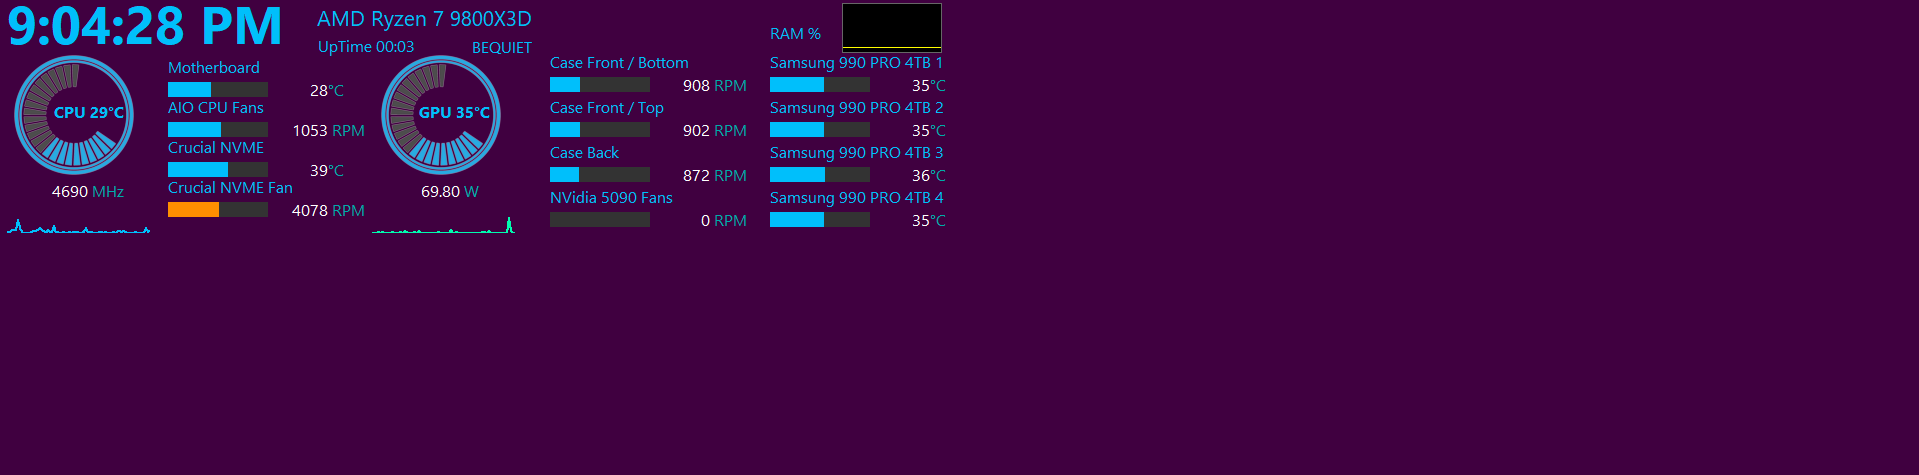 9:04:28 PM
AMD Ryzen 7 9800X3D
UpTime 00:03
BEQUIET
CPU 29°C
4690 MHz
Motherboard
28°C
AIO CPU Fans
1053 RPM
Crucial NVME
39°C
Crucial NVME Fan
4078 RPM
GPU 35°C
69.80 W
Case Front / Bottom
908 RPM
Case Front / Top
902 RPM
Case Back
872 RPM
NVidia 5090 Fans
0 RPM
RAM %
Samsung 990 PRO 4TB 1
35°C
Samsung 990 PRO 4TB 2
35°C
Samsung 990 PRO 4TB 3
36°C
Samsung 990 PRO 4TB 4
35°C